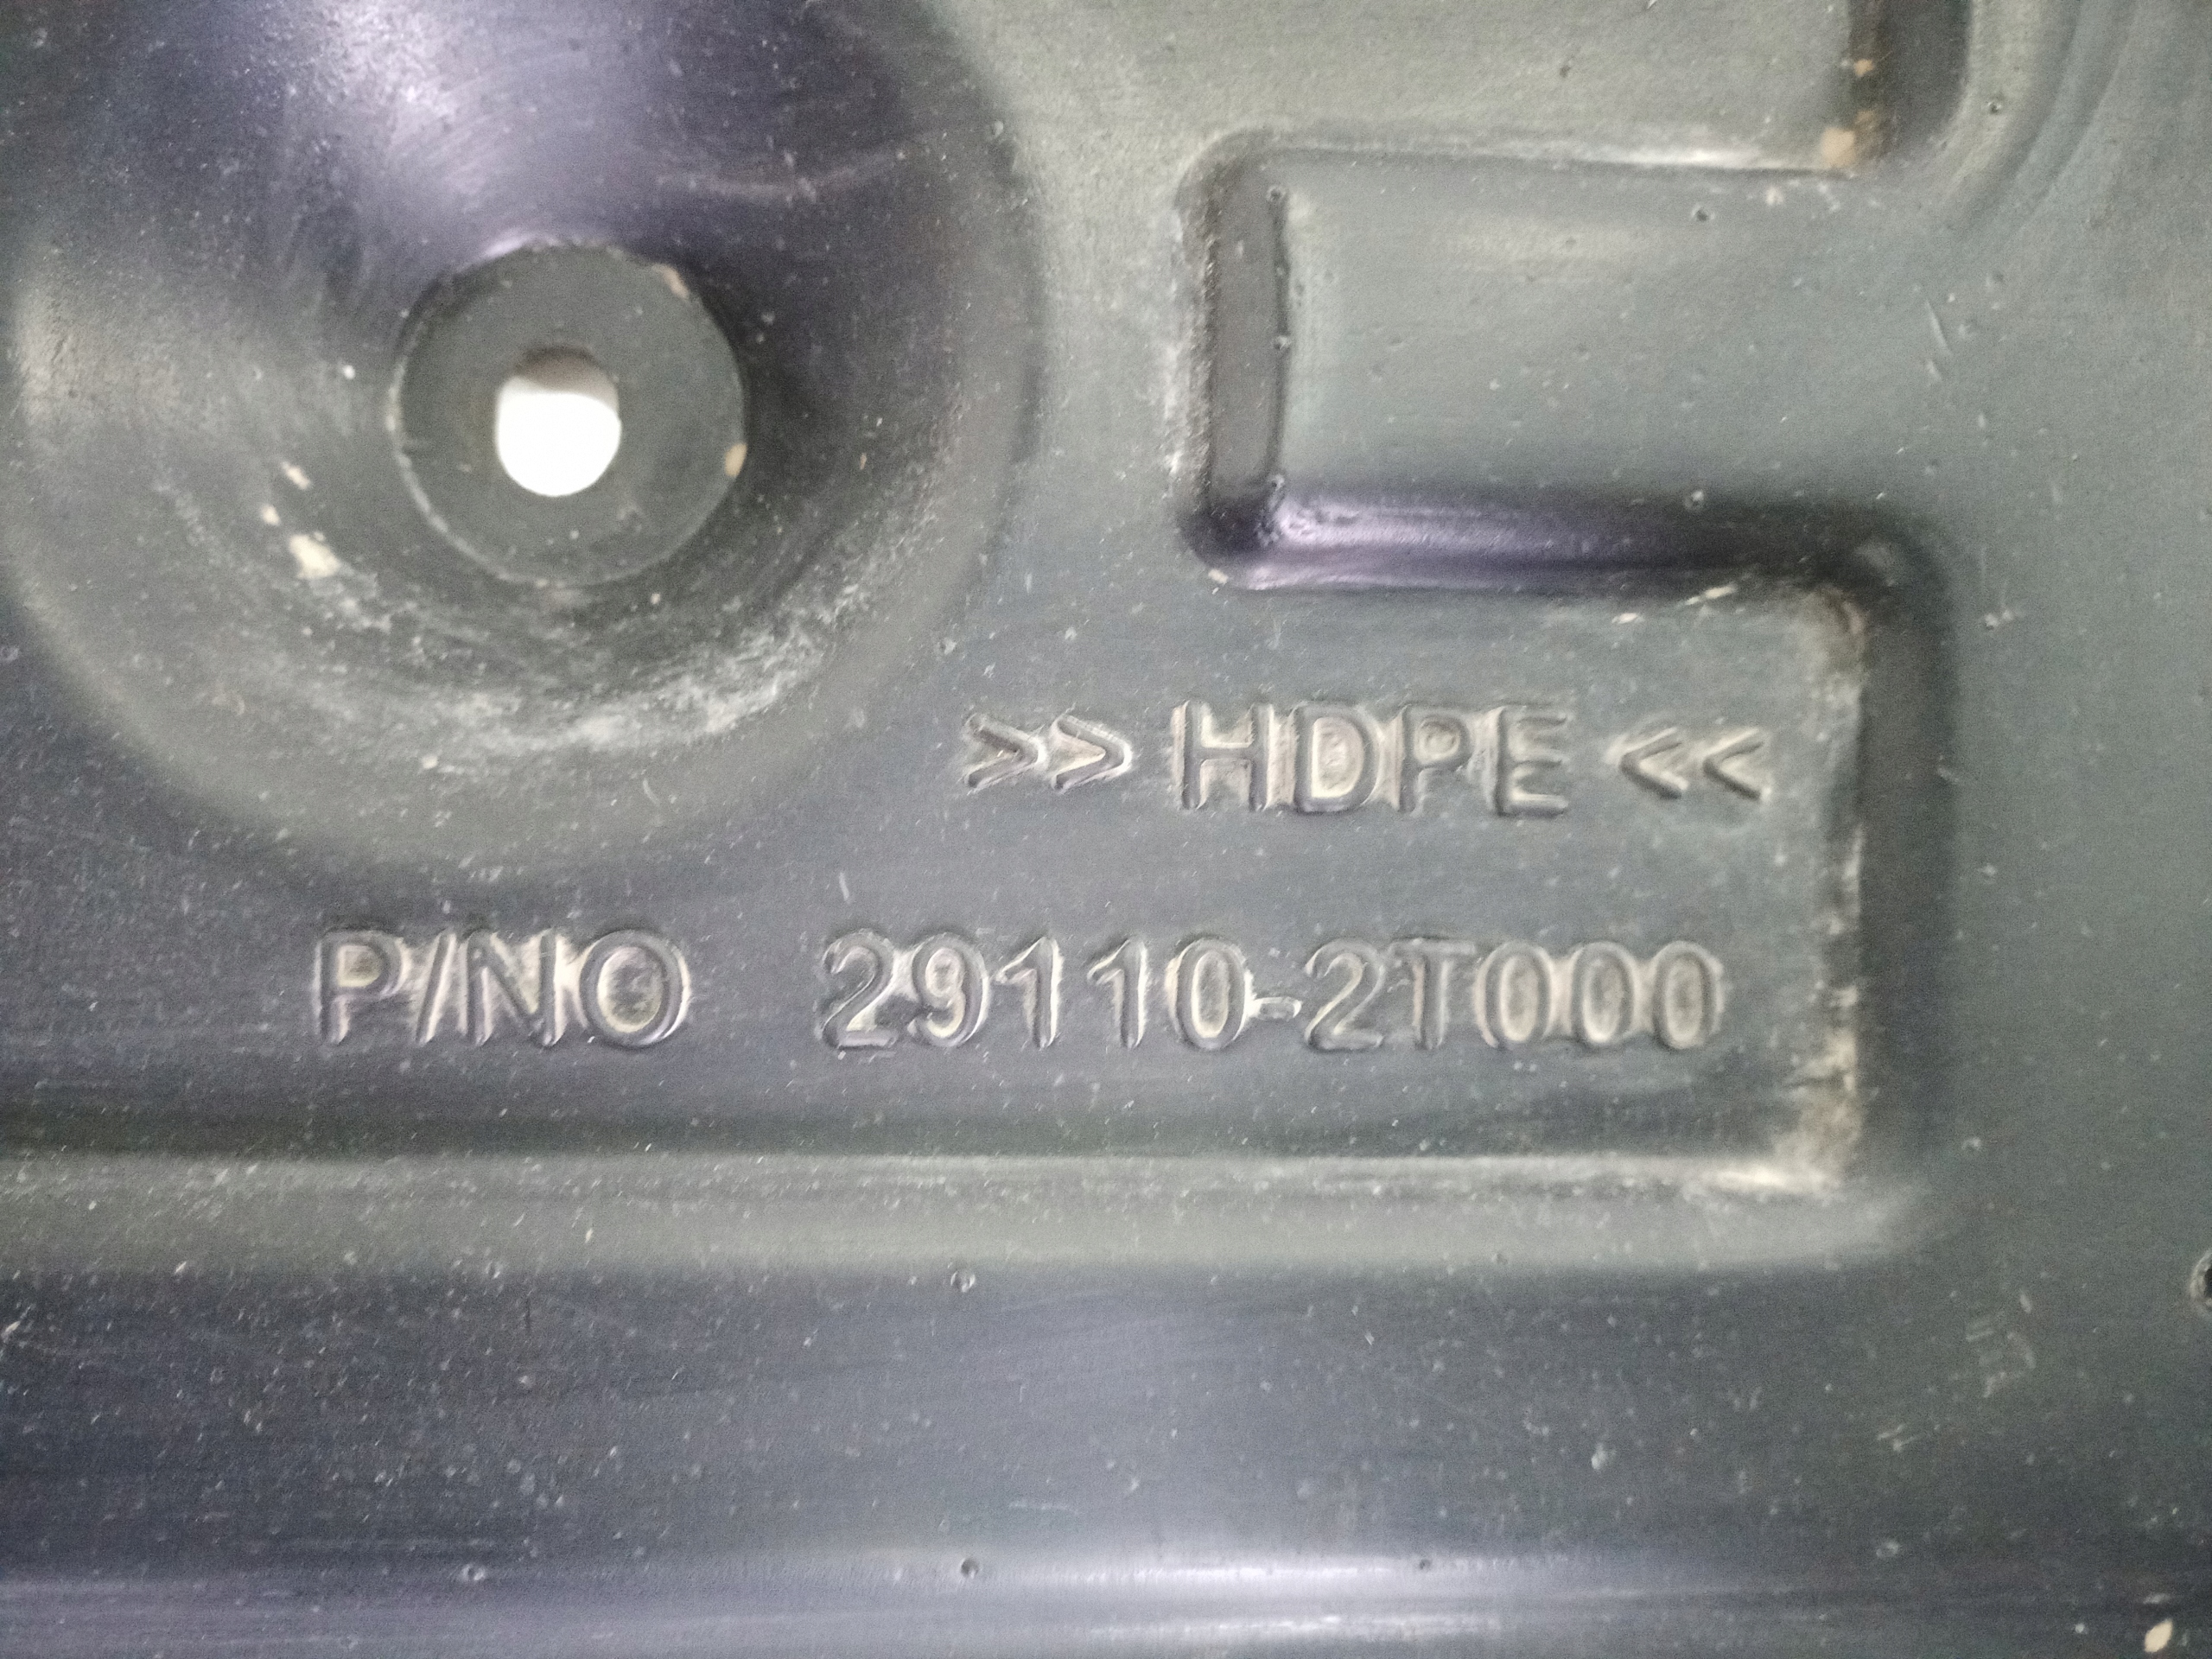 >> HDPE <<
P/NO 29110-2T000